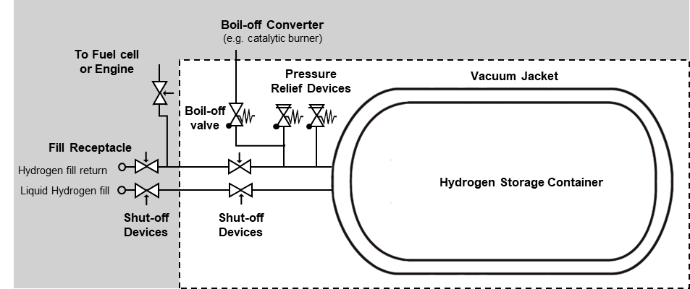 Boil-off Converter
(e.g. catalytic burner)
To Fuel cell
or Engine
Pressure
Relief Devices
Vacuum Jacket
Boil-off
valve
Fill Receptacle
Hydrogen fill return
Liquid Hydrogen fill
Hydrogen Storage Container
Shut-off
Devices
Shut-off
Devices